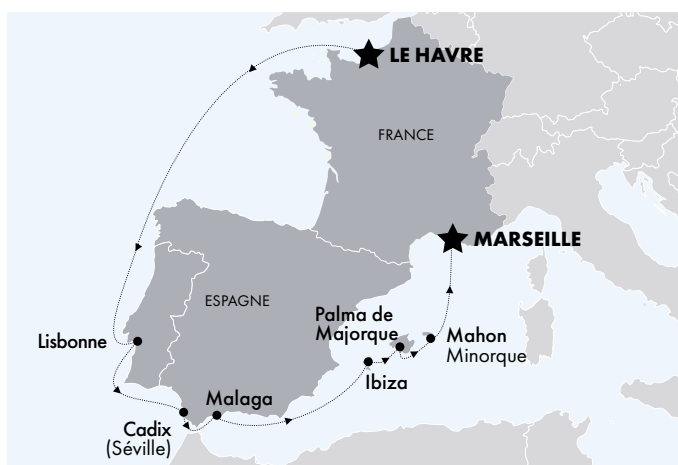 LE HAVRE
FRANCE
MARSEILLE
ESPAGNE
Palma de
Majorque
Mahon
Minorque
Lisbonne
Ibiza
Malaga
Cadix
(Séville)